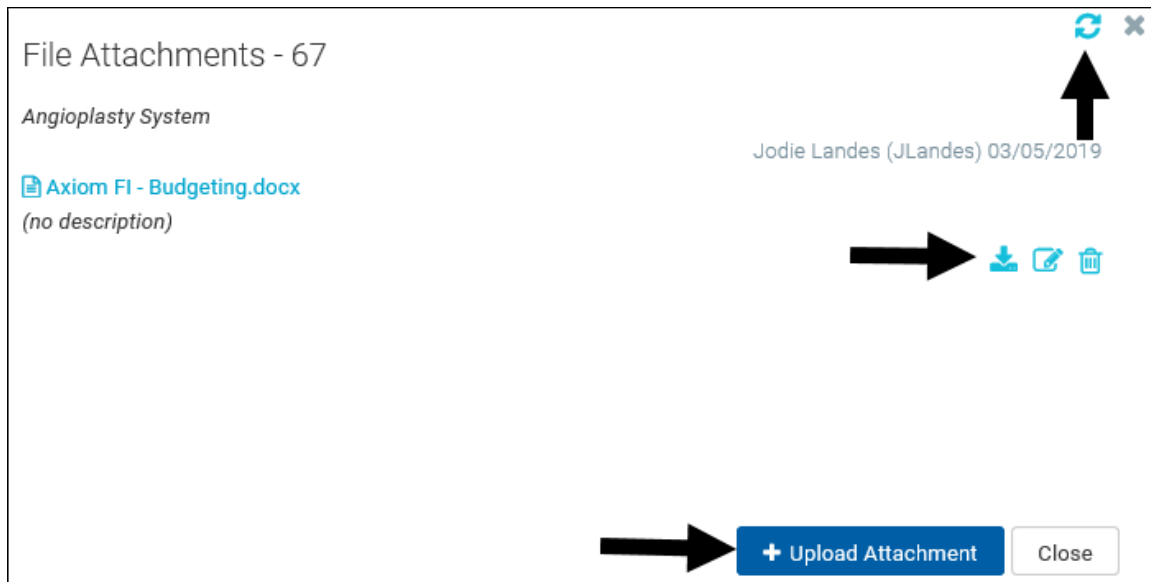 File Attachments - 67
Angioplasty System
Jodie Landes (JLandes) 03/05/2019
Axiom FI - Budgeting.docx
(no description)
+ Upload Attachment
Close